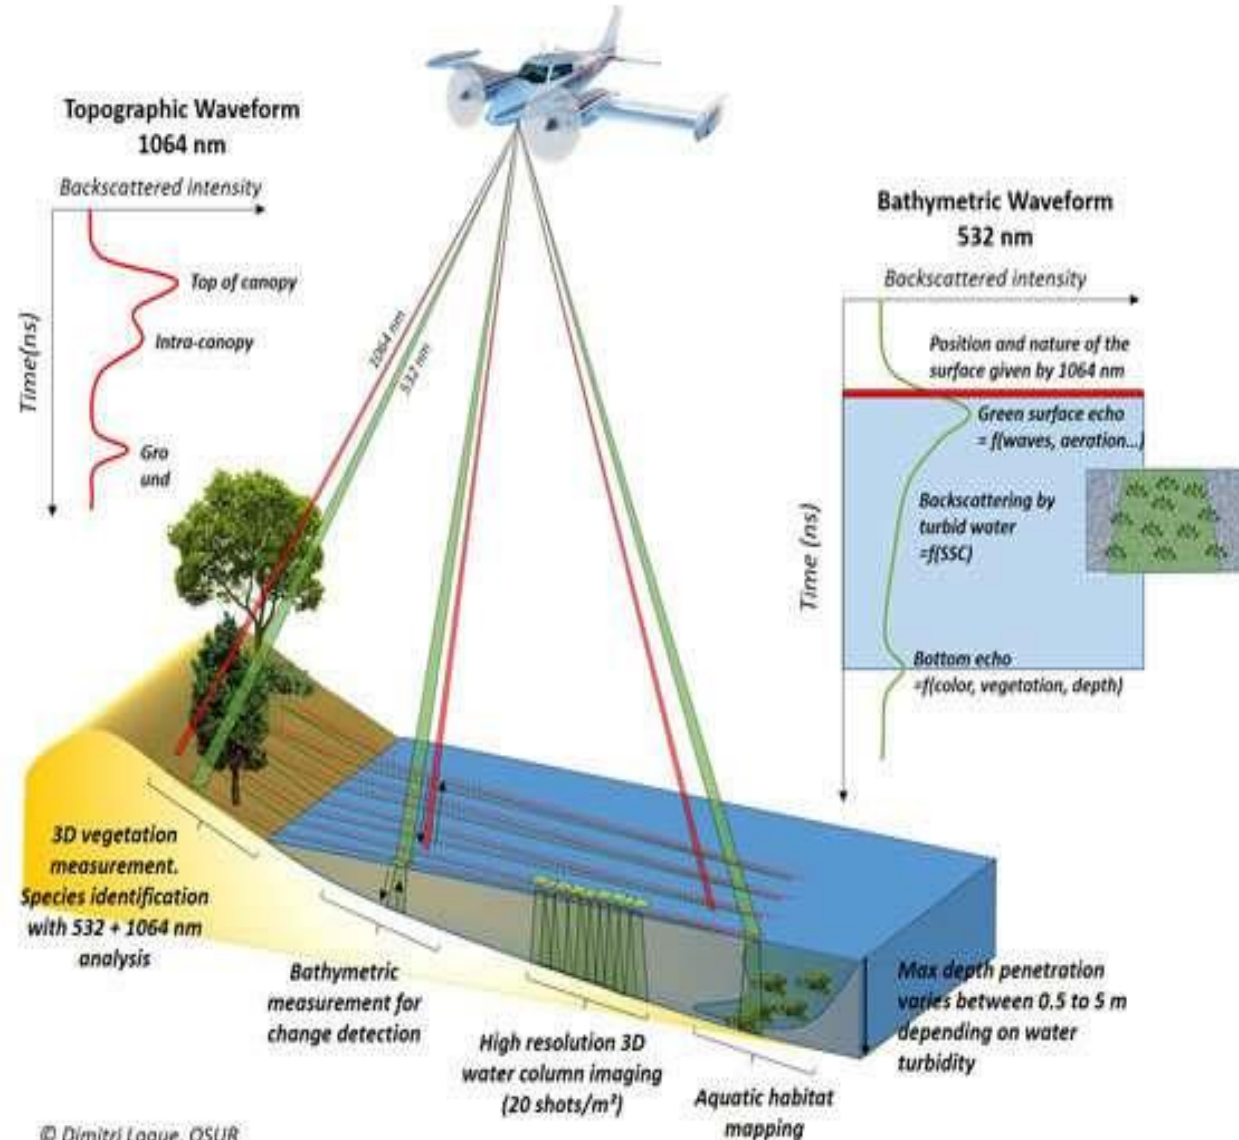 Topographic Waveform
1064 nm
Backscattered intensity
Top of canopy
Intra-canopy
Time(ns)
Gro
und
1064 nm
532 nm
Bathymetric Waveform
532 nm
Backscattered intensity
Position and nature of the
surface given by 1064 nm
Green surface echo
= f(waves, aeration...)
Backscattering by
turbid water
=f(SSC)
Time (ns)
Bottom echo
=f(color, vegetation, depth)
3D vegetation
measurement.
Species identification
with 532 + 1064 nm
analysis
Bathymetric
measurement for
change detection
High resolution 3D
water column imaging
(20 shots/m²)
Aquatic habitat
mapping
Max depth penetration
varies between 0.5 to 5 m
depending on water
turbidity
© Dimitri Lague, OSUR